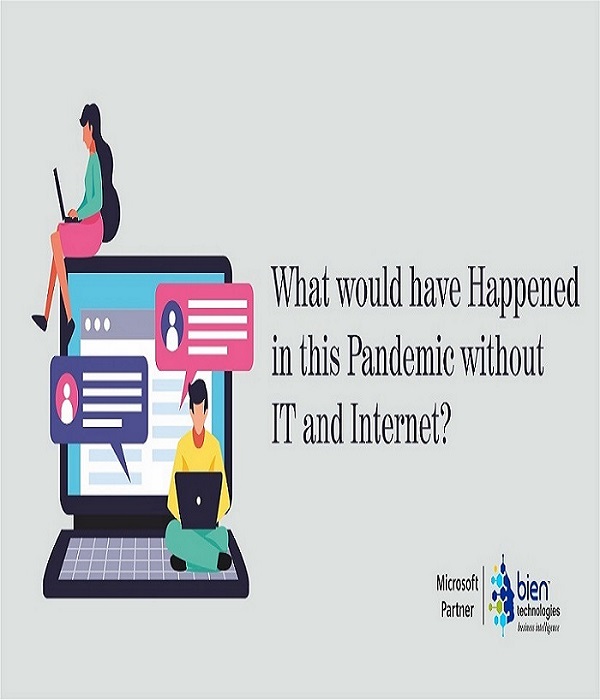 What would have Happened
in this Pandemic without
IT and Internet?
Microsoft
Partner
bien
technologies
business intelligence